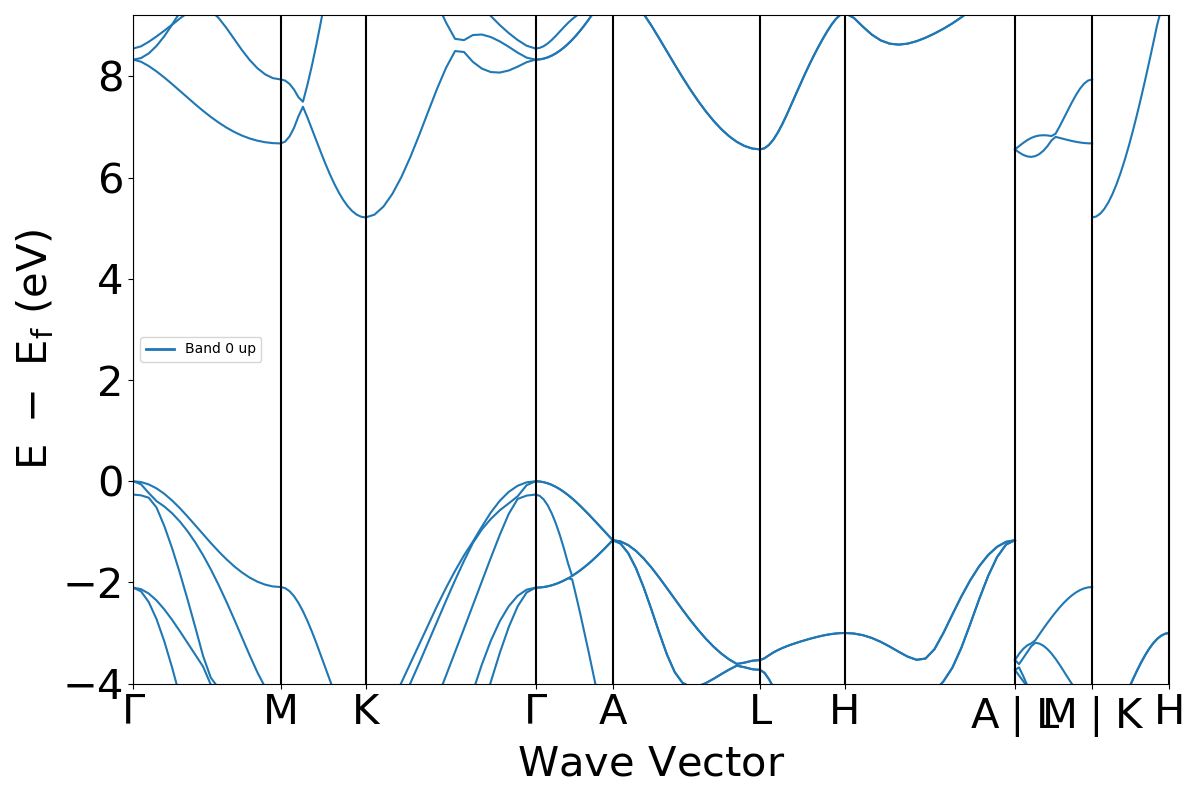 E − E_f (eV)
8
6
4
2
0
−2
−4
Band 0 up
Γ M K Γ A L H A | L M | K H
Wave Vector